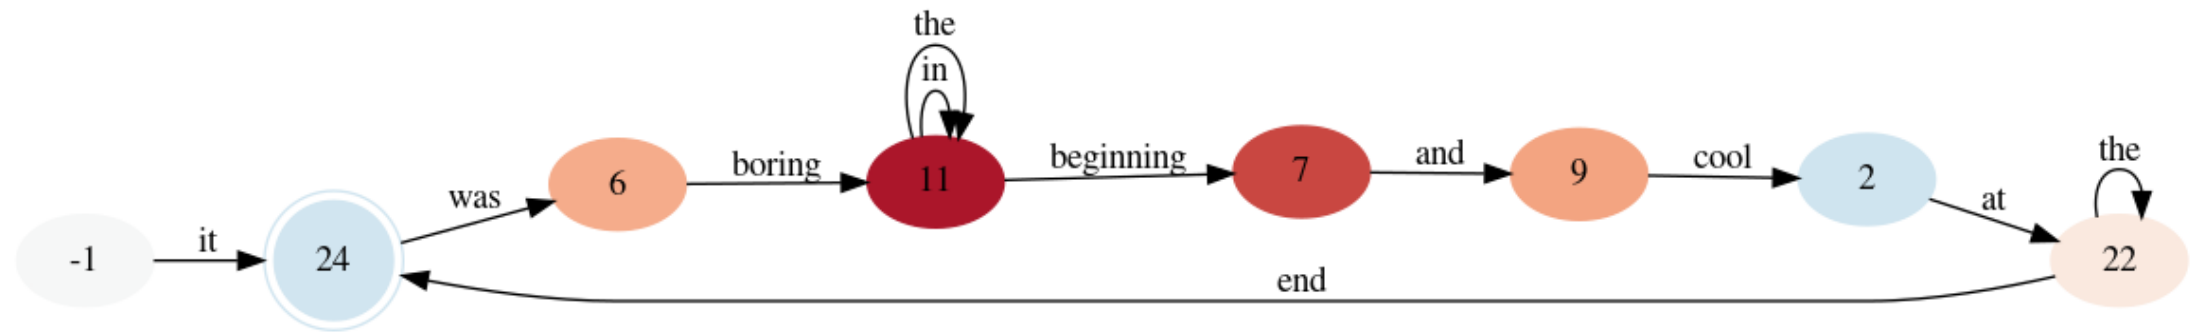 the
in
the
boring
beginning
and
cool
at
was
it
-1
24
6
11
7
9
2
22
end